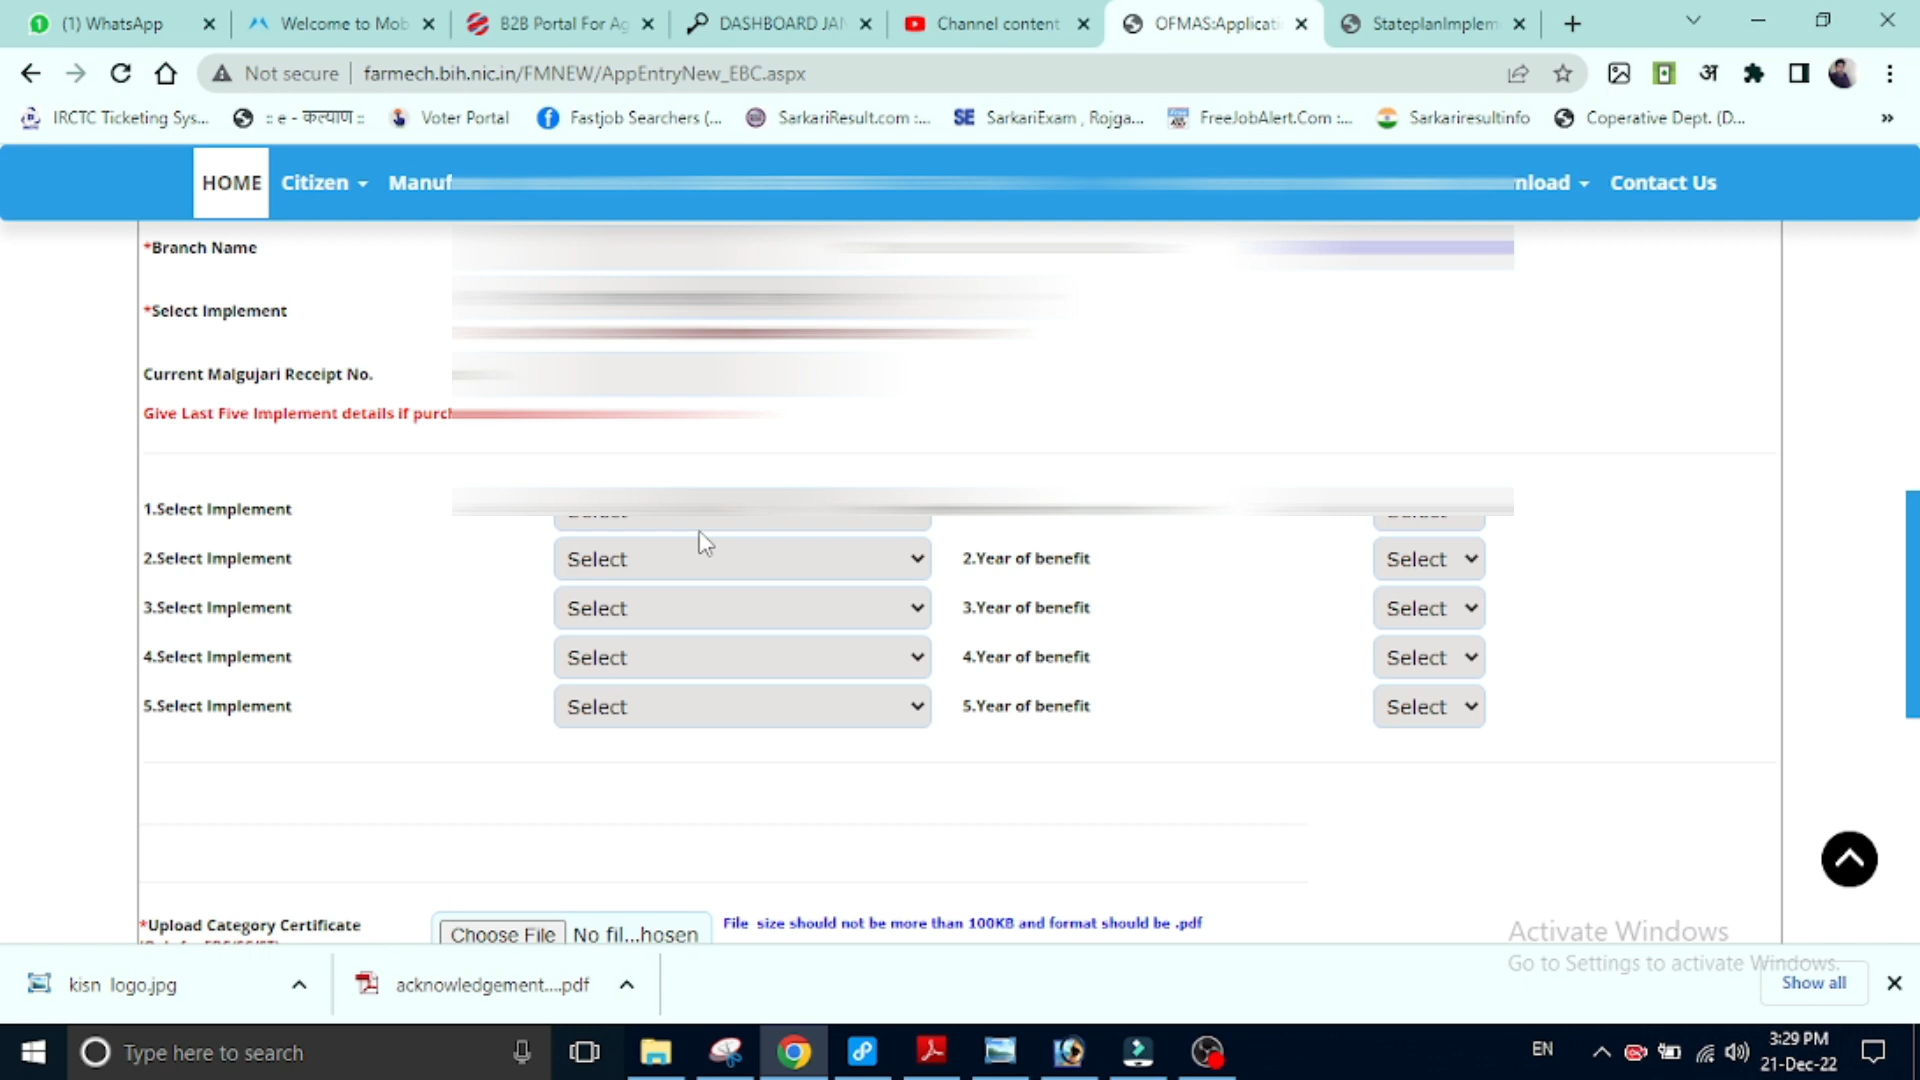 (1) WhatsApp
Welcome to Mob
B2B Portal For Ag
DASHBOARD JAN
Channel content
OFMAS:Applicati
StateplanImplem
Not secure
farmech.bih.nic.in/FMNEW/AppEntryNew_EBC.aspx
अ
IRCTC Ticketing Sys...
:: e - कल्याण ::
Voter Portal
Fastjob Searchers (...
SarkariResult.com :...
SE SarkariExam , Rojga...
FreeJobAlert.Com :...
Sarkariresultinfo
Coperative Dept. (D...
»
HOME
Citizen
Manuf
nload
Contact Us
*Branch Name
*Select Implement
Current Malgujari Receipt No.
Give Last Five Implement details if purch
1.Select Implement
2.Select Implement Select 2.Year of benefit Select
3.Select Implement Select 3.Year of benefit Select
4.Select Implement Select 4.Year of benefit Select
5.Select Implement Select 5.Year of benefit Select
*Upload Category Certificate
Choose File No fil...hosen
File size should not be more than 100KB and format should be .pdf
Activate Windows
Go to Settings to activate Windows.
kisn logo.jpg
acknowledgement....pdf
Show all
Type here to search
EN
3:29 PM
21-Dec-22